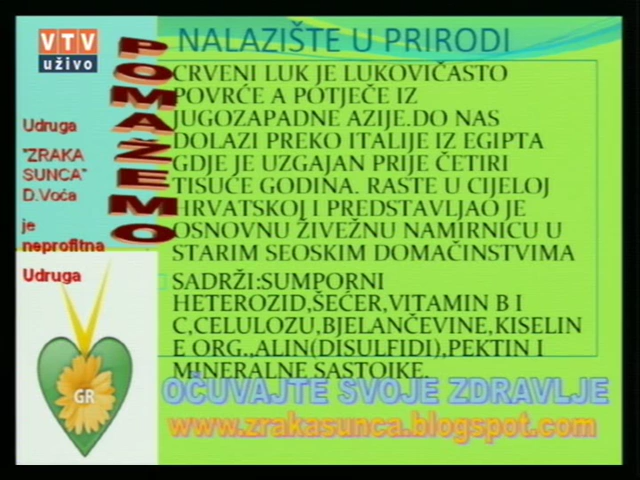 VTV
uživo
NALAZIŠTE U PRIRODI
POMAŽEMO
Udruga
"ZRAKA
SUNCA"
D.Voća
je
neprofitna
Udruga
GR
CRVENI LUK JE LUKOVIČASTO
POVRĆE A POTJEČE IZ
JUGOZAPADNE AZIJE.DO NAS
DOLAZI PREKO ITALIJE IZ EGIPTA
GDJE JE UZGAJAN PRIJE ČETIRI
TISUĆE GODINA. RASTE U CIJELOJ
HRVATSKOJ I PREDSTAVLJAO JE
OSNOVNU ŽIVEŽNU NAMIRNICU U
STARIM SEOSKIM DOMAČINSTVIMA
SADRŽI:SUMPORNI
HETEROZID,ŠEĆER,VITAMIN B I
C,CELULOZU,BJELANČEVINE,KISELIN
E ORG.,ALIN(DISULFIDI),PEKTIN I
MINERALNE SASTOJKE.
OČUVAJTE SVOJE ZDRAVLJE
www.zrakasunca.blogspot.com